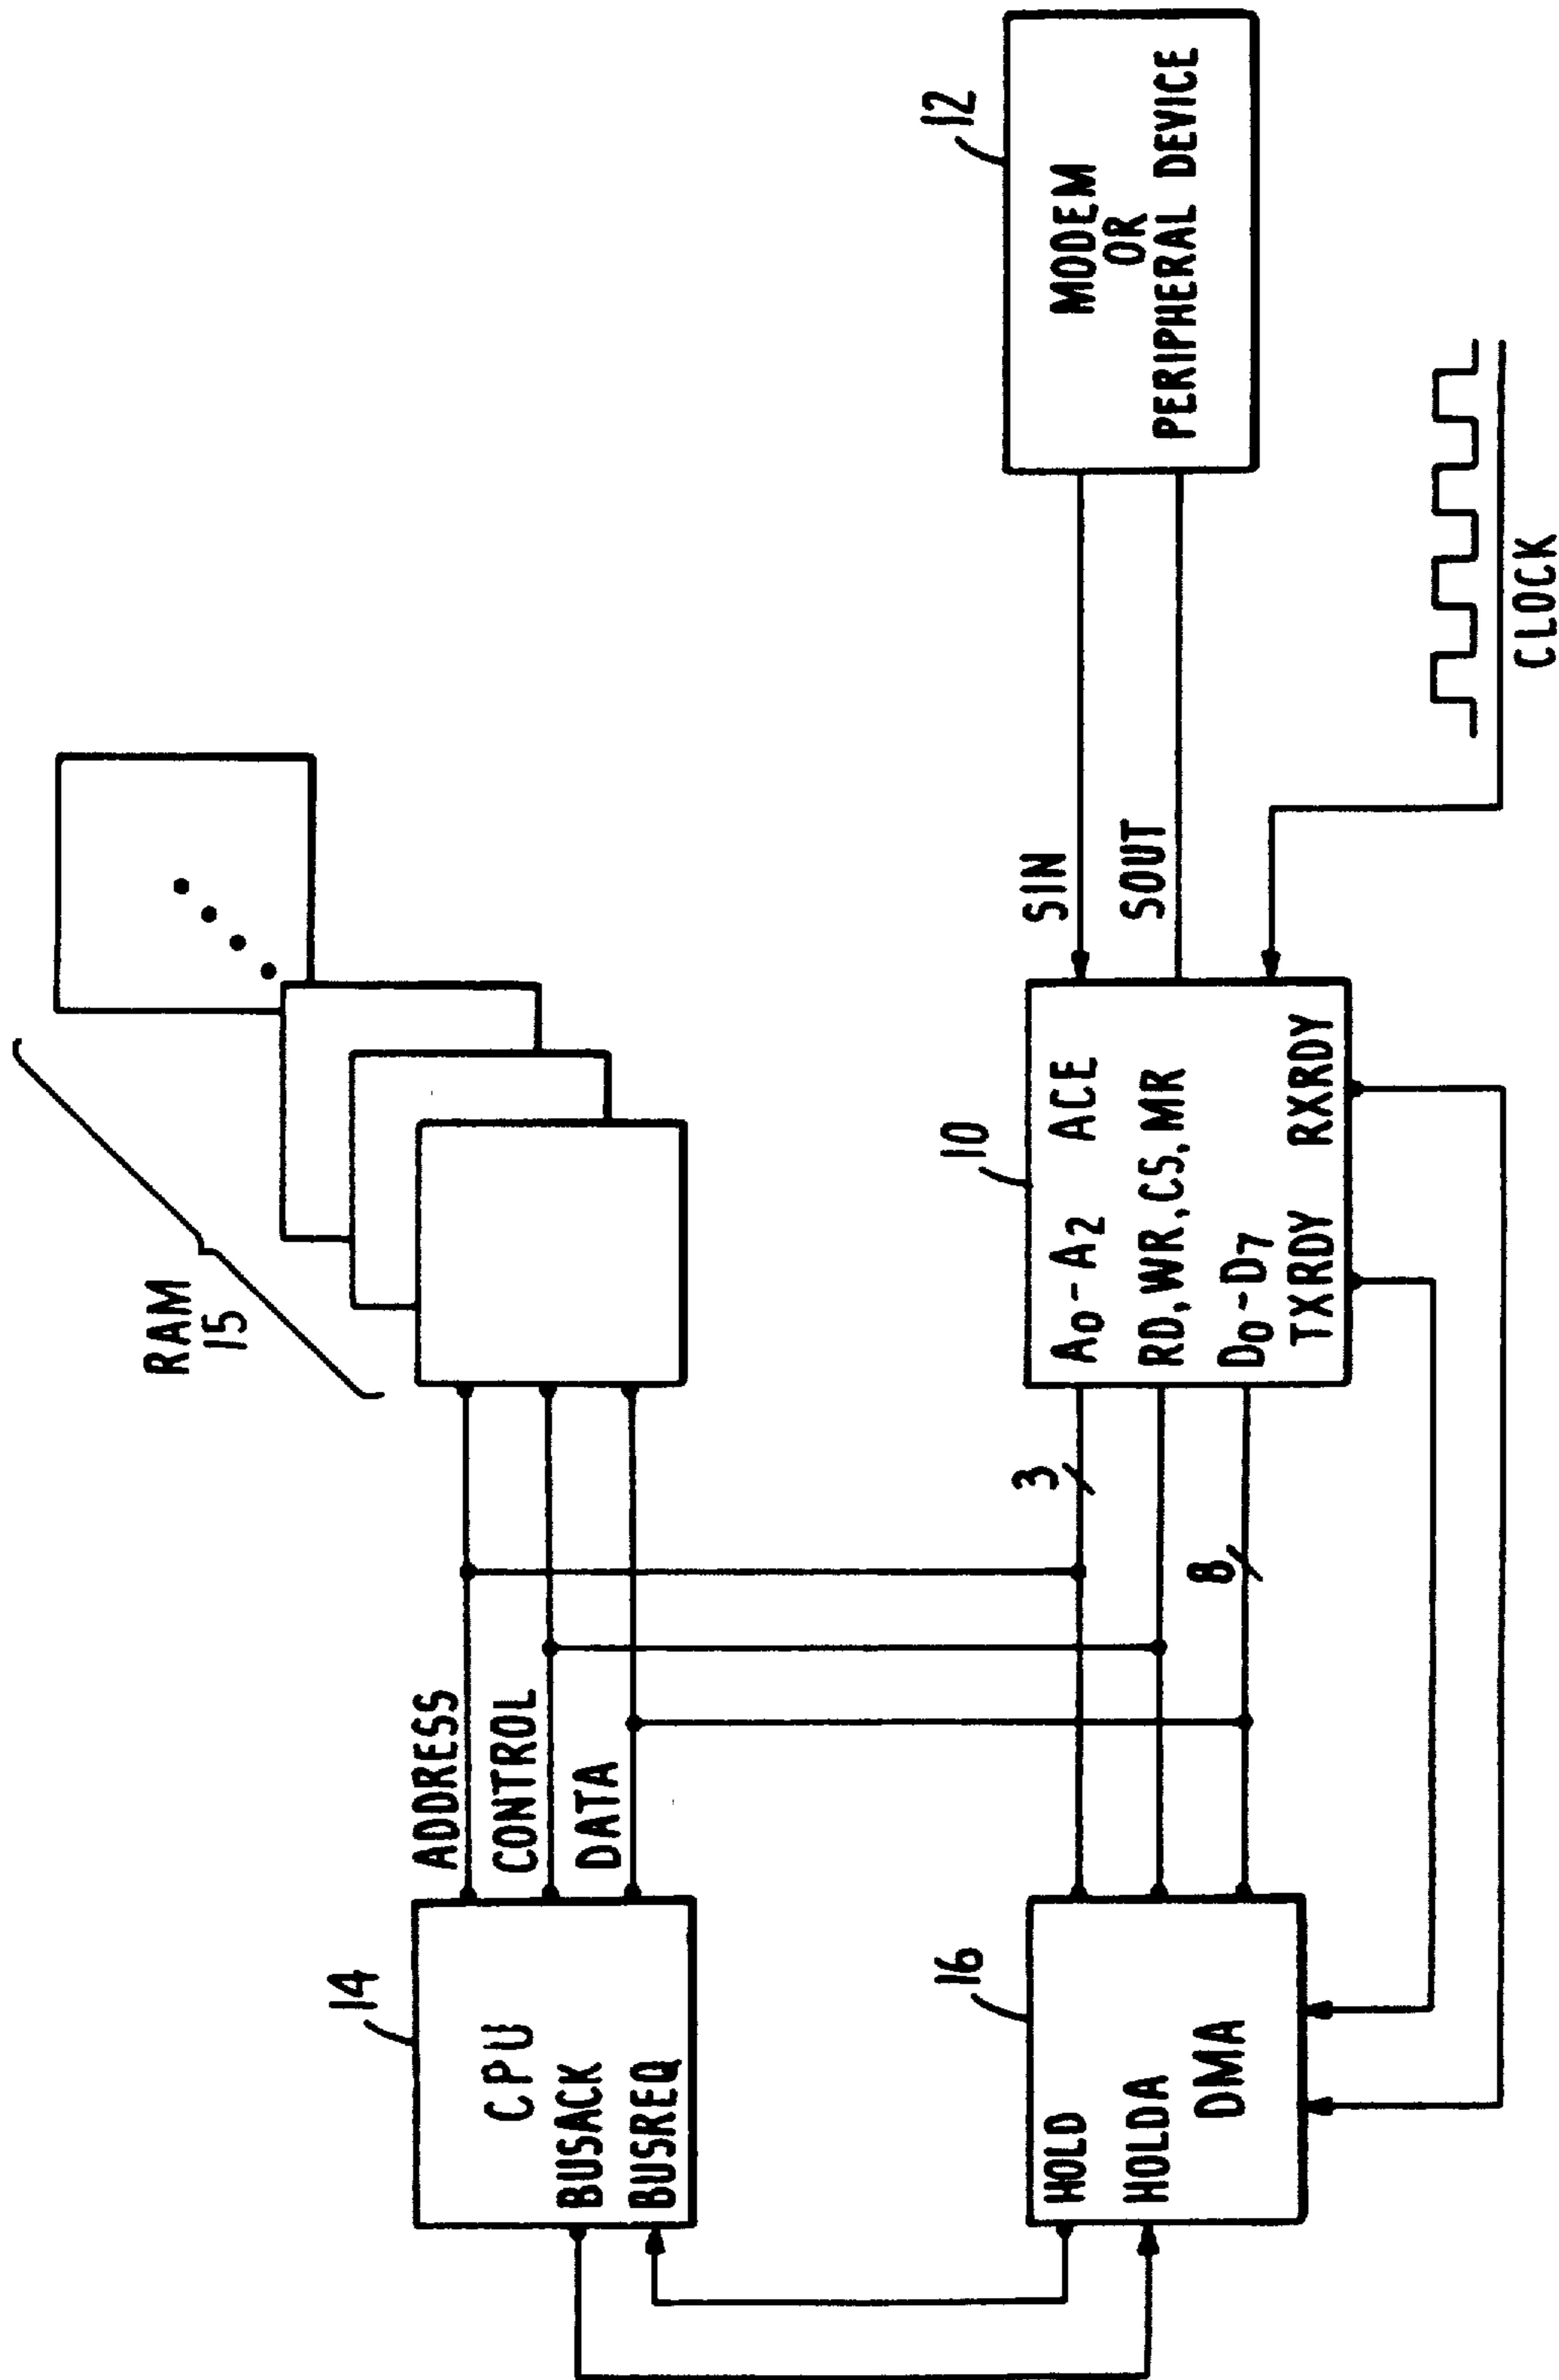 RAM
15
14
CPU
BUSACK
BUSREQ
ADDRESS
CONTROL
DATA
16
HOLD
HOLDA
DMA
3
8
10
A0-A2 ACE
RD,WR,CS,MR
D0-D7
TXRDY RXRDY
SIN
SOUT
12
MODEM
OR
PERIPHERAL DEVICE
CLOCK